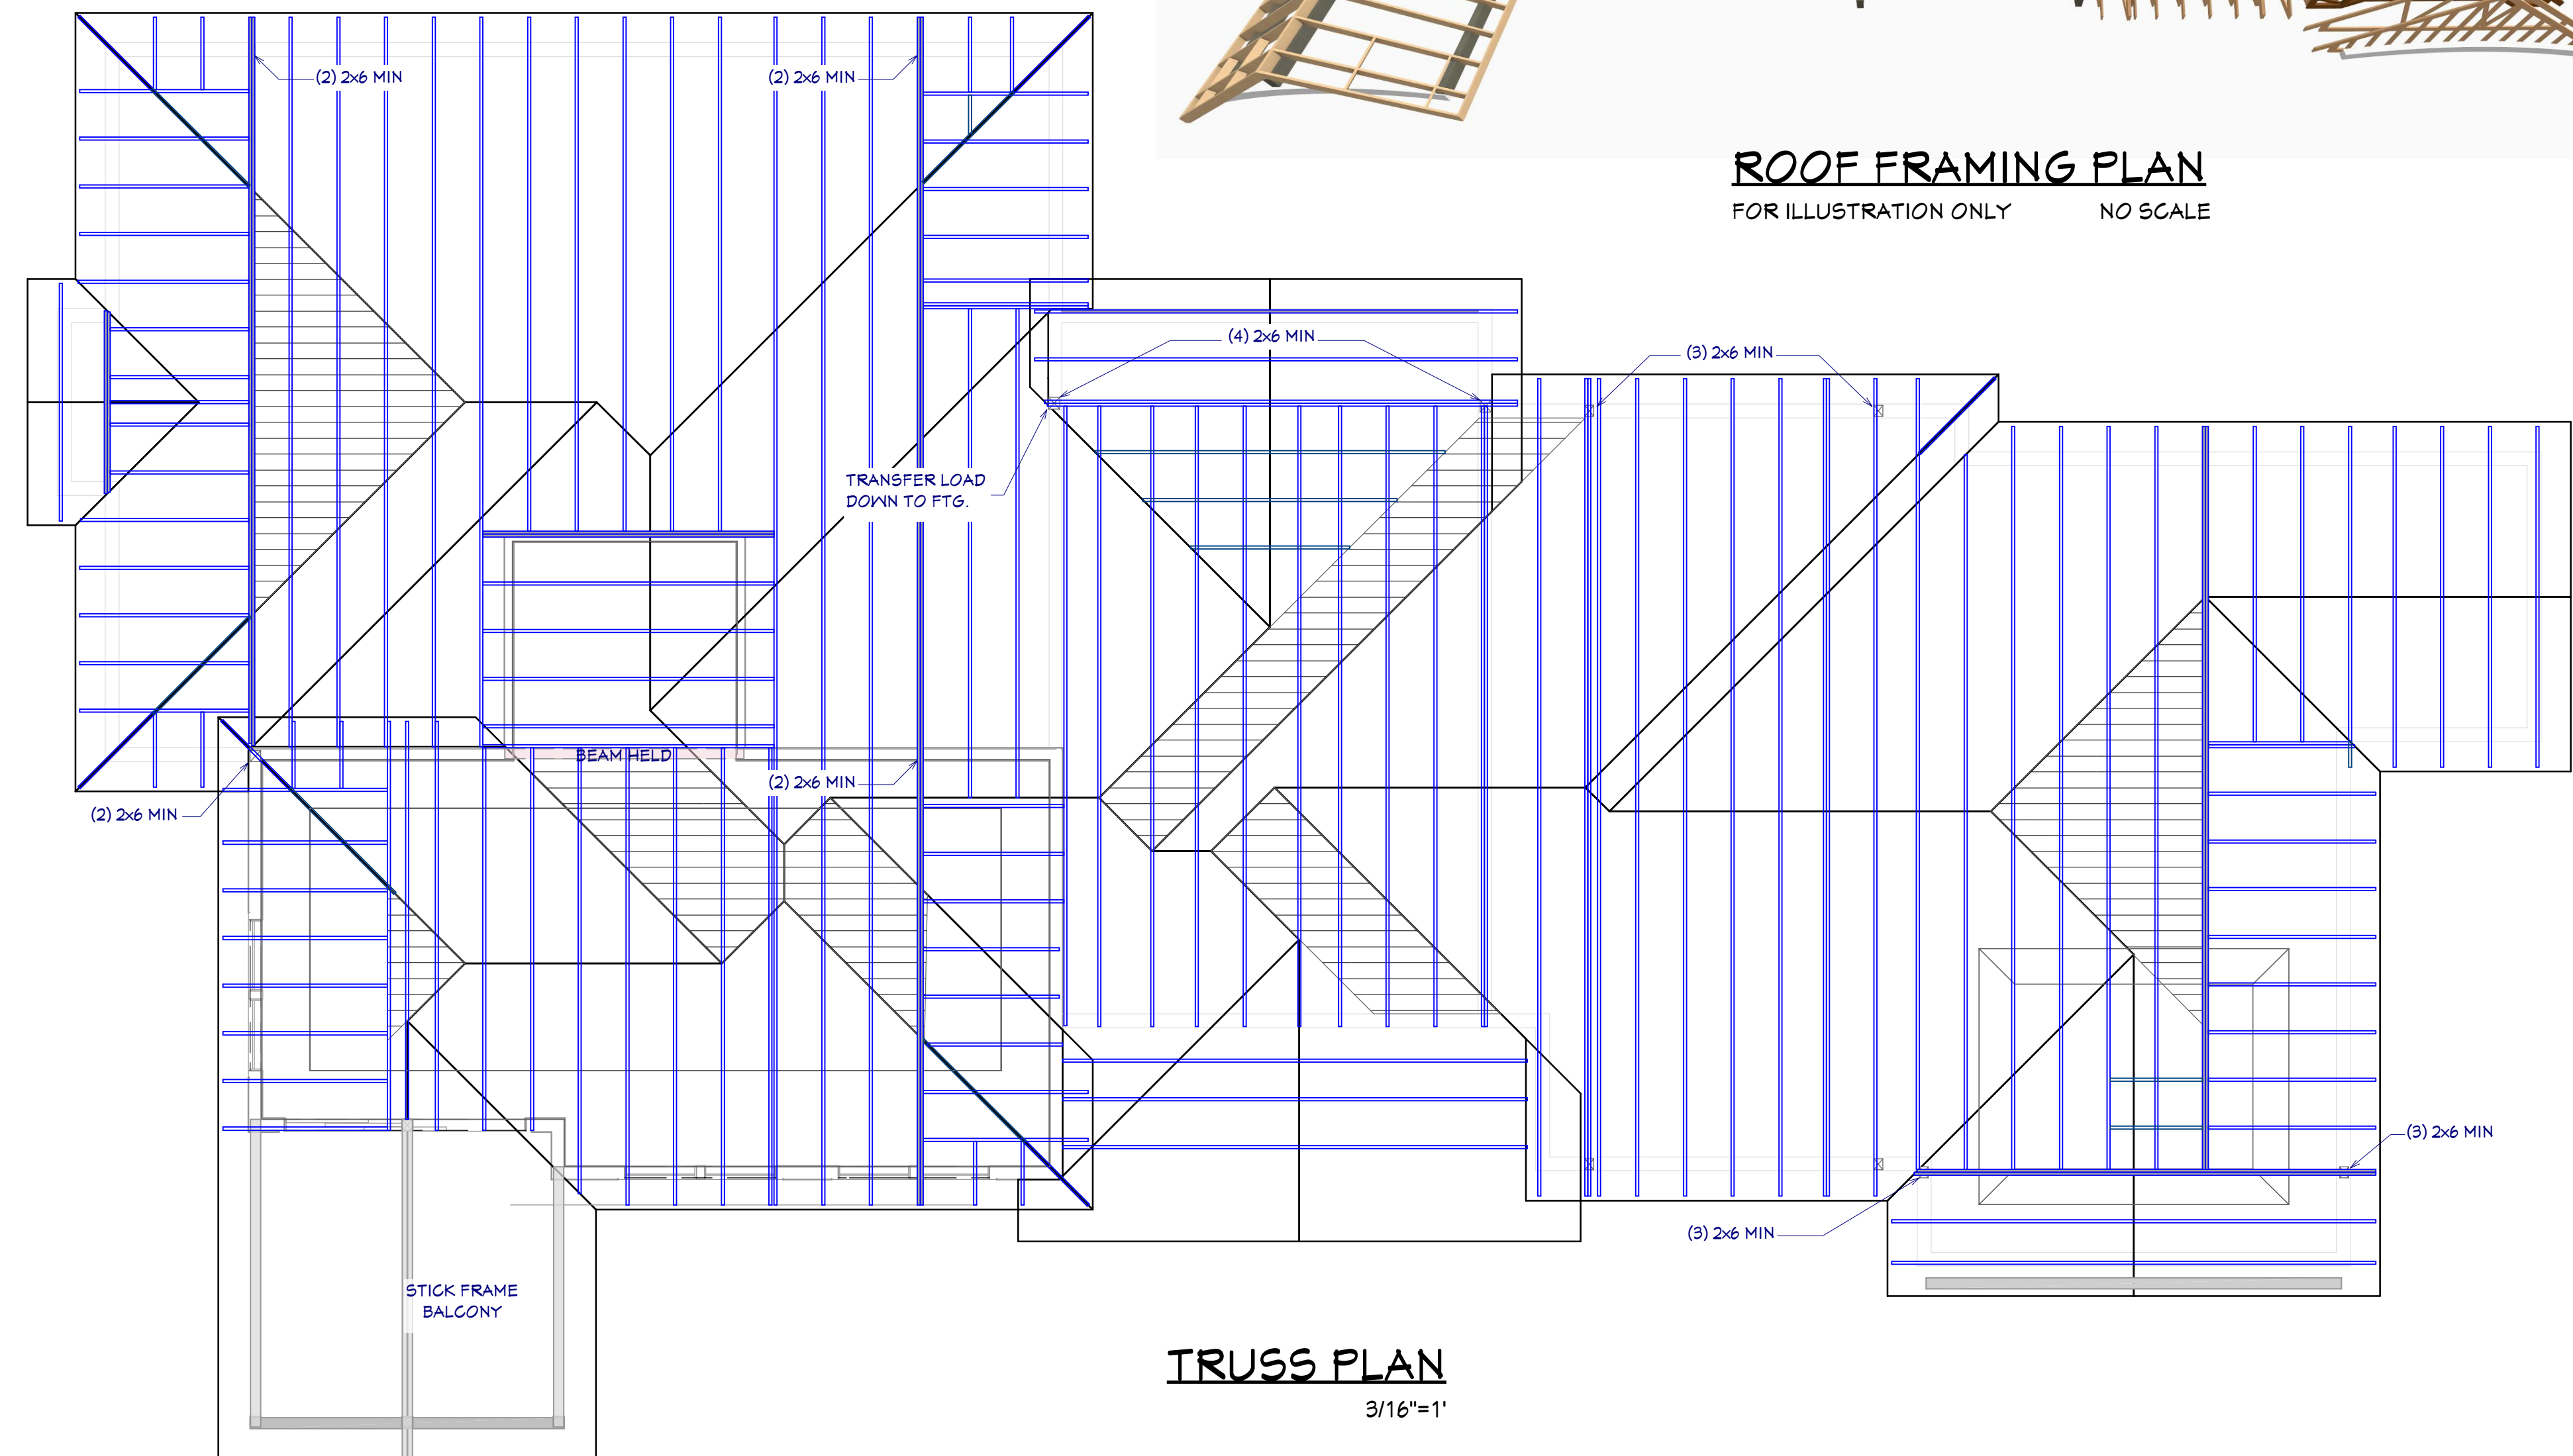 (2) 2x6 MIN
(2) 2x6 MIN
ROOF FRAMING PLAN
FOR ILLUSTRATION ONLY NO SCALE
(4) 2x6 MIN
(3) 2x6 MIN
TRANSFER LOAD
DOWN TO FTG.
BEAM HELD
(2) 2x6 MIN
(2) 2x6 MIN
(3) 2x6 MIN
(3) 2x6 MIN
STICK FRAME
BALCONY
TRUSS PLAN
3/16"=1'